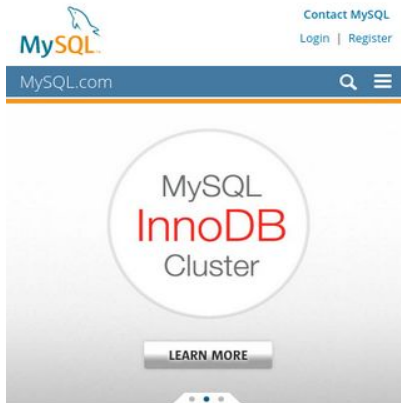 MySQL
Contact MySQL
Login | Register
MySQL.com
MySQL
InnoDB
Cluster
LEARN MORE